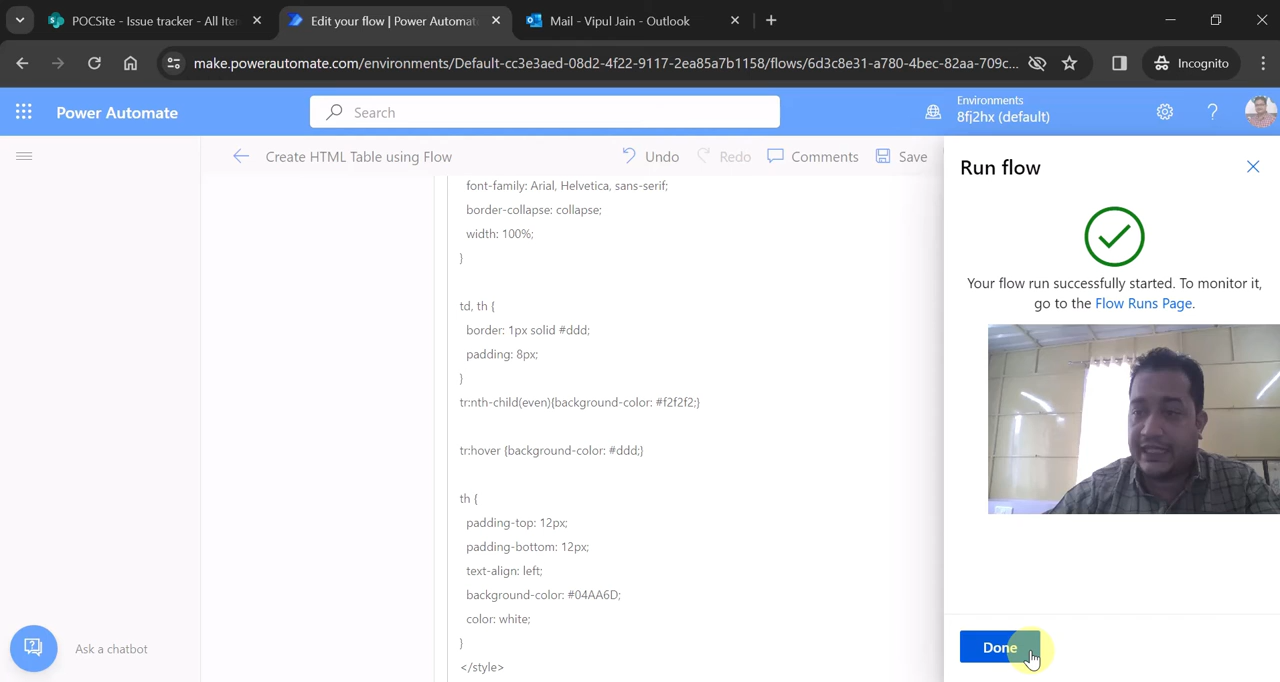 POCSite - Issue tracker - All Iter
Edit your flow | Power Automate
Mail - Vipul Jain - Outlook
make.powerautomate.com/environments/Default-cc3e3aed-08d2-4f22-9117-2ea85a7b1158/flows/6d3c8e31-a780-4bec-82aa-709c...
Incognito
Power Automate
Search
Environments
8fj2hx (default)
Create HTML Table using Flow
Undo
Redo
Comments
Save
font-family: Arial, Helvetica, sans-serif;
border-collapse: collapse;
width: 100%;
}
td, th {
border: 1px solid #ddd;
padding: 8px;
}
tr:nth-child(even){background-color: #f2f2f2;}
tr:hover {background-color: #ddd;}
th {
padding-top: 12px;
padding-bottom: 12px;
text-align: left;
background-color: #04AA6D;
color: white;
}
</style>
Run flow
Your flow run successfully started. To monitor it,
go to the Flow Runs Page.
Done
Ask a chatbot